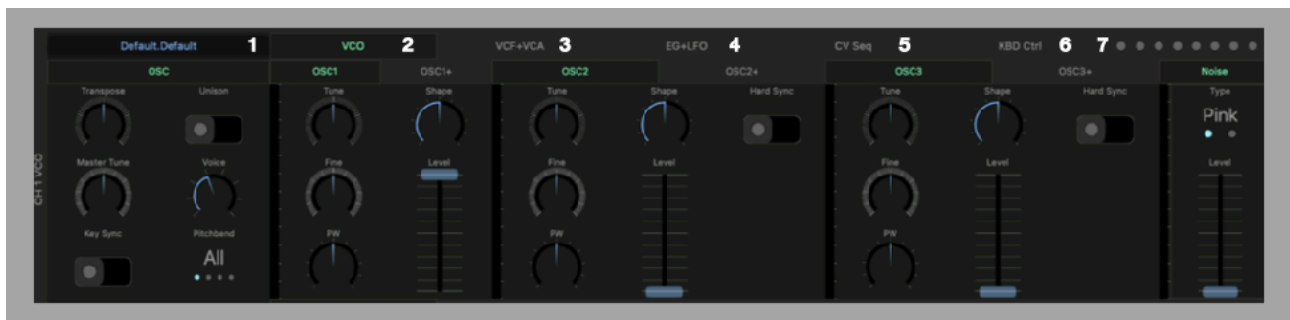 Default.Default 1 VCO 2 VCF+VCA 3 EG+LFO 4 CV Seq 5 KBD Ctrl 6 7
OSC OSC1 OSC1+ OSC2 OSC2+ OSC3 OSC3+ Noise
Transpose Unison Tune Shape Tune Shape Hard Sync Tune Shape Hard Sync Type
Pink
Master Tune Voice Fine Level Fine Level Fine Level Level
Key Sync Pitchbend PW PW PW
All
CH 1 VCO